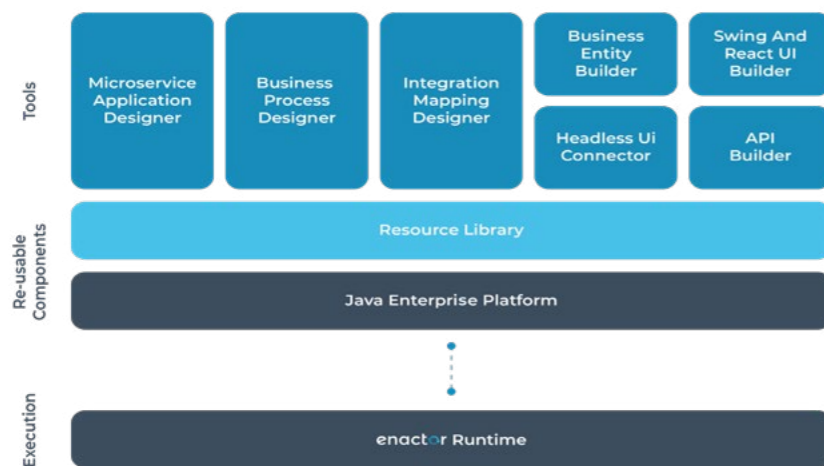 Tools
Microservice
Application
Designer
Business
Process
Designer
Integration
Mapping
Designer
Business
Entity
Builder
Swing And
React UI
Builder
Headless Ui
Connector
API
Builder
Re-usable
Components
Resource Library
Java Enterprise Platform
Execution
enactor Runtime